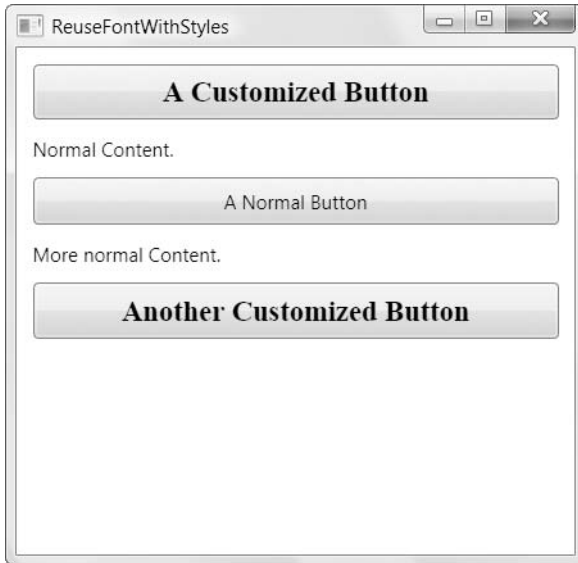 ReuseFontWithStyles
A Customized Button
Normal Content.
A Normal Button
More normal Content.
Another Customized Button